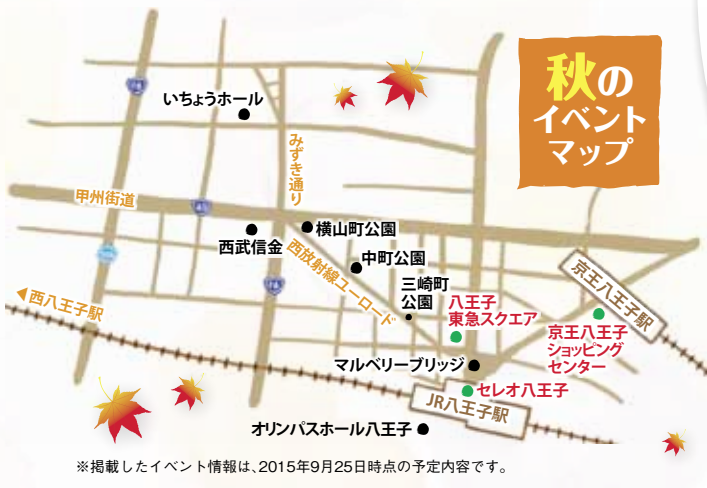 秋の
イベント
マップ
いちょうホール
みずき通り
甲州街道
横山町公園
西武信金
西放射線ユーロード
中町公園
三崎町
公園
八王子
東急スクエア
京王八王子駅
京王八王子
ショッピング
センター
◀西八王子駅
マルベリーブリッジ
セレオ八王子
JR八王子駅
オリンパスホール八王子
16
※掲載したイベント情報は、2015年9月25日時点の予定内容です。